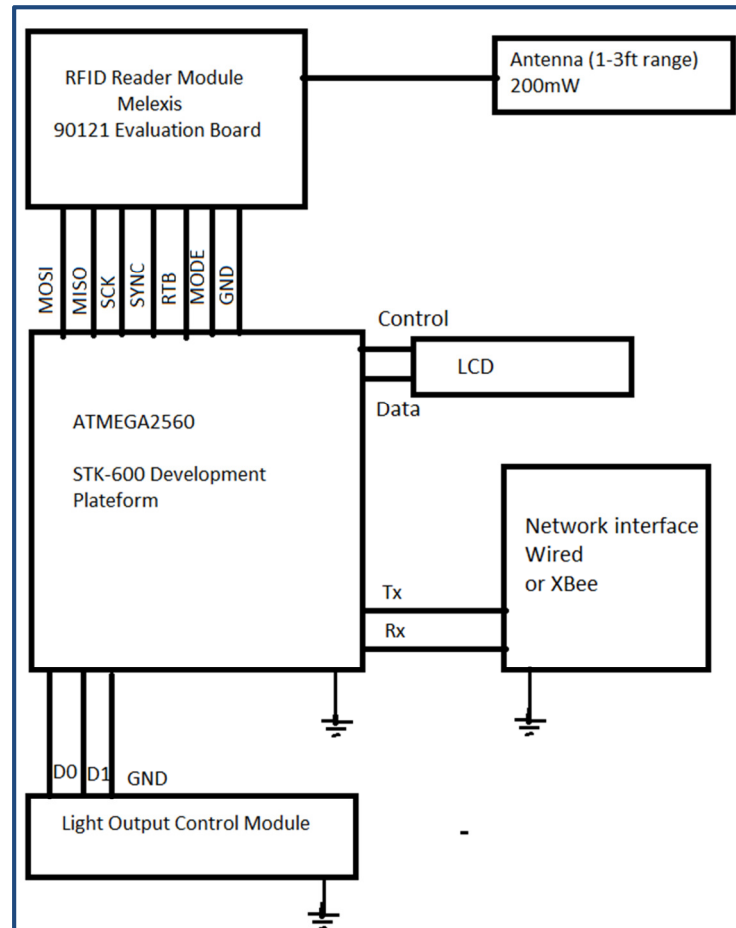 RFID Reader Module
Melexis
90121 Evaluation Board
Antenna (1-3ft range)
200mW
MOSI
MISO
SCK
SYNC
RTB
MODE
GND
Control
LCD
Data
ATMEGA2560
STK-600 Development
Plateform
Network interface
Wired
or XBee
Tx
Rx
D0
D1
GND
Light Output Control Module
-